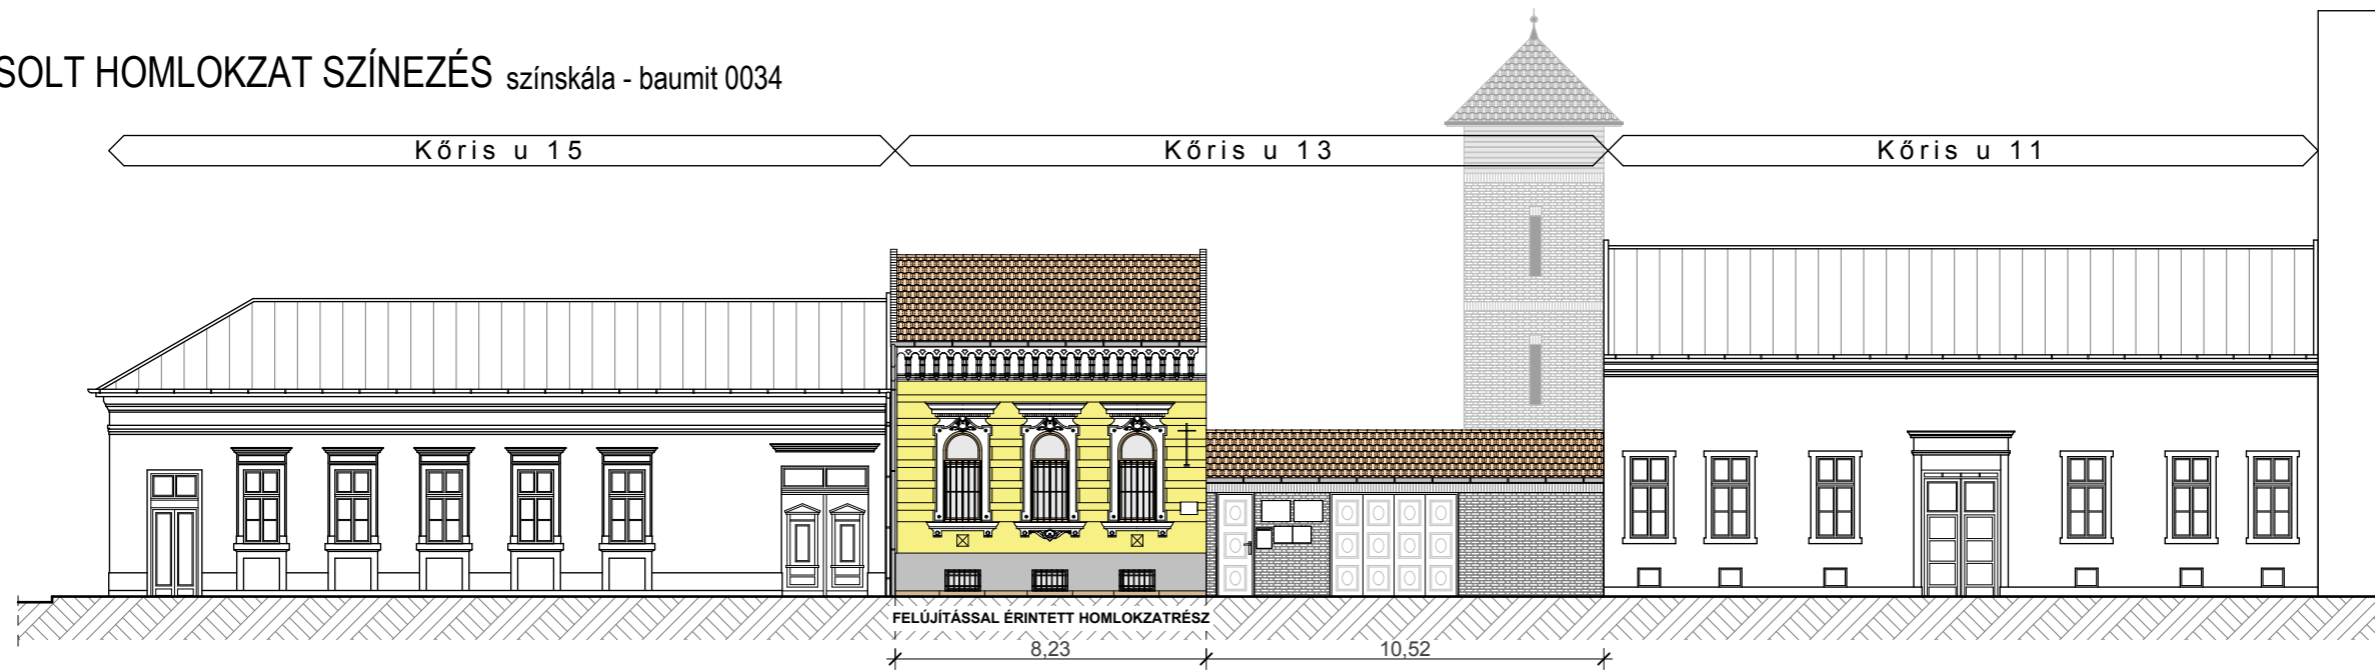 SOLT HOMLOKZAT SZÍNEZÉS színskála - baumit 0034
Kőris u 15 Kőris u 13 Kőris u 11
FELÚJÍTÁSSAL ÉRINTETT HOMLOKZATRÉSZ
8,23 10,52